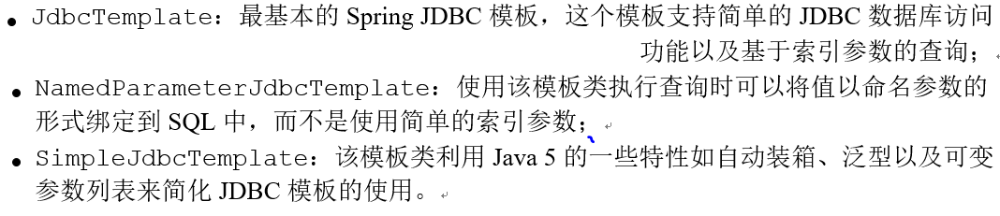 • JdbcTemplate：最基本的 Spring JDBC 模板，这个模板支持简单的 JDBC 数据库访问
功能以及基于索引参数的查询；
• NamedParameterJdbcTemplate：使用该模板类执行查询时可以将值以命名参数的
形式绑定到 SQL 中，而不是使用简单的索引参数；
• SimpleJdbcTemplate：该模板类利用 Java 5 的一些特性如自动装箱、泛型以及可变
参数列表来简化 JDBC 模板的使用。